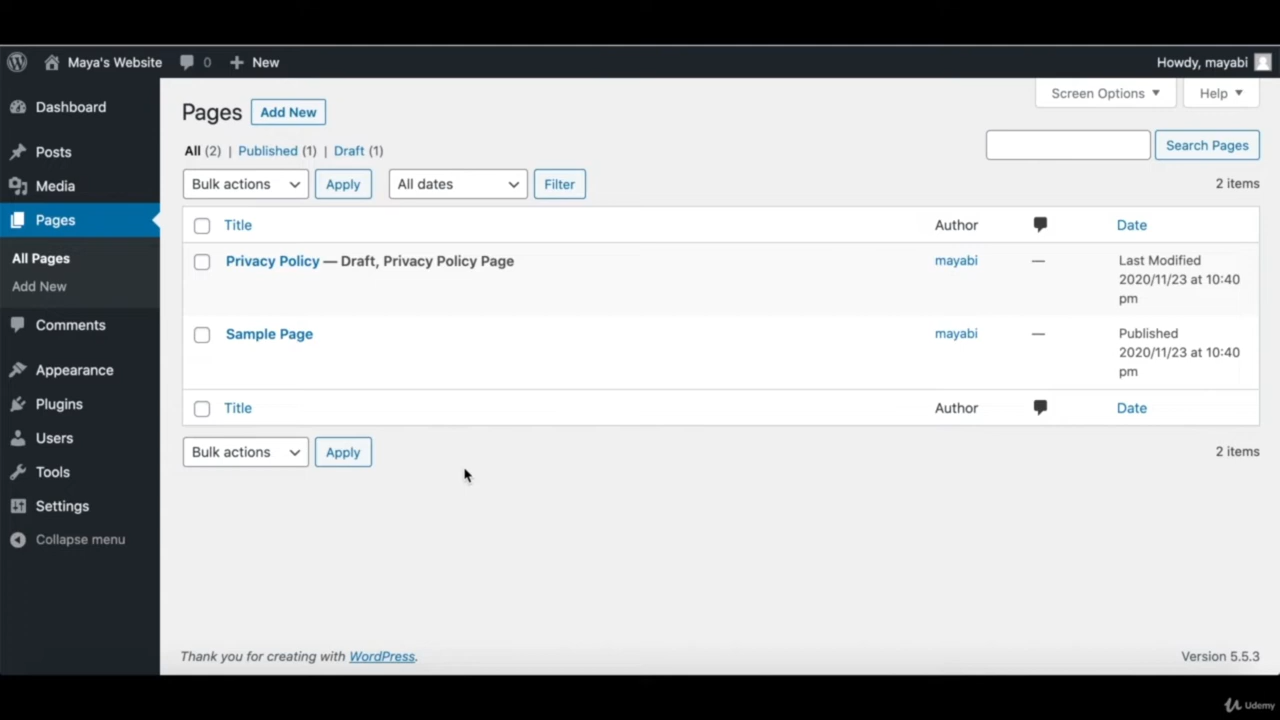 Maya's Website 0 New Howdy, mayabi
Dashboard
Posts
Media
Pages
All Pages
Add New
Comments
Appearance
Plugins
Users
Tools
Settings
Collapse menu
Screen Options Help
Pages Add New
All (2) | Published (1) | Draft (1)
Search Pages
Bulk actions Apply All dates Filter 2 items
Title Author Date
Privacy Policy — Draft, Privacy Policy Page mayabi — Last Modified
2020/11/23 at 10:40
pm
Sample Page mayabi — Published
2020/11/23 at 10:40
pm
Title Author Date
Bulk actions Apply 2 items
Thank you for creating with WordPress. Version 5.5.3
Udemy